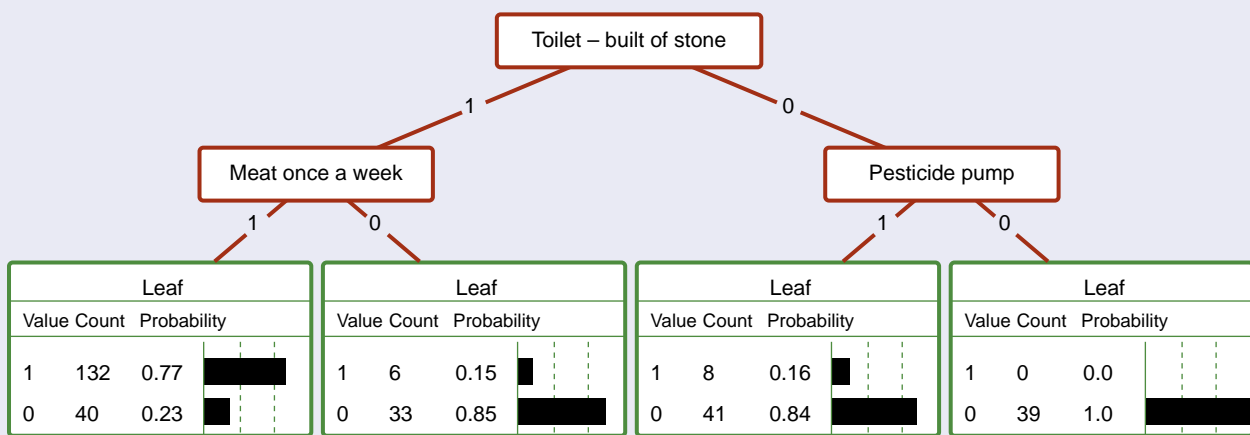 Toilet – built of stone
1 0
Meat once a week Pesticide pump
1 0 1 0
Leaf Leaf Leaf Leaf
Value Count Probability Value Count Probability Value Count Probability Value Count Probability
1 132 0.77 1 6 0.15 1 8 0.16 1 0 0.0
0 40 0.23 0 33 0.85 0 41 0.84 0 39 1.0